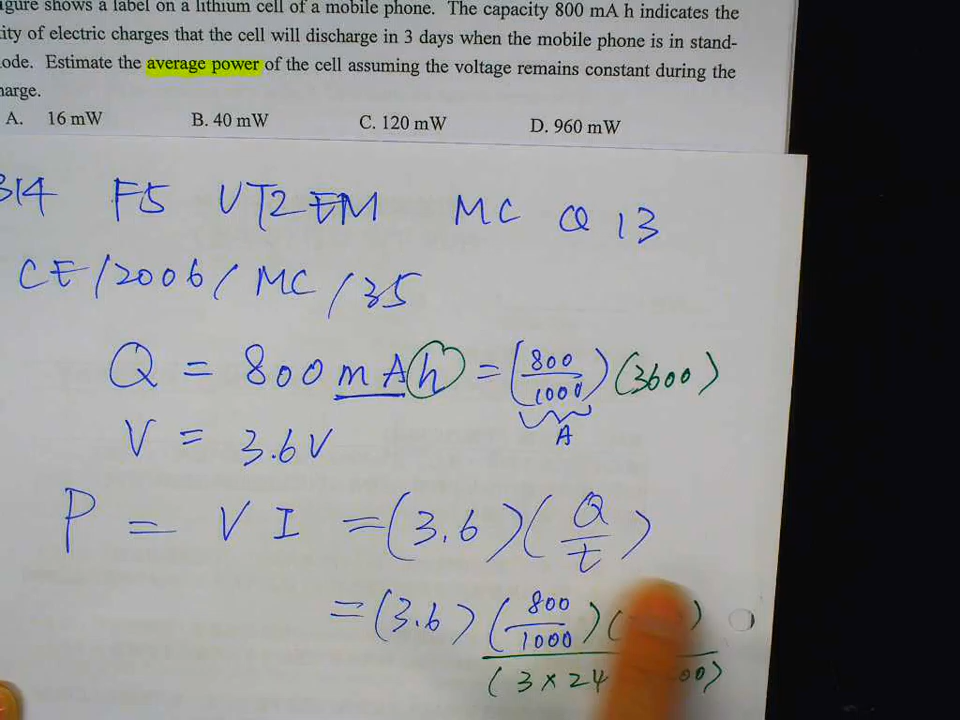 gure shows a label on a lithium cell of a mobile phone. The capacity 800 mA h indicates the
ity of electric charges that the cell will discharge in 3 days when the mobile phone is in stand-
ode. Estimate the average power of the cell assuming the voltage remains constant during the
harge.
A. 16 mW B. 40 mW C. 120 mW D. 960 mW
314 F5 UT2 EM MC Q 13
CE/2006/MC/35
Q = 800 mAh = (800/1000)(3600)
A
V = 3.6V
P = VI = (3.6)(Q/t)
= (3.6) (800/1000)( )
(3 × 24 00)